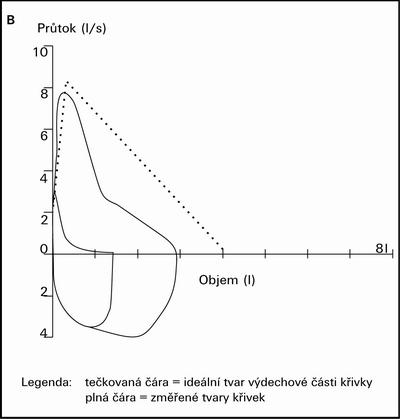 B
Průtok (l/s)
10
8
6
4
2
0
8l
Objem (l)
2
4
Legenda: tečkovaná čára = ideální tvar výdechové části křivky
plná čára = změřené tvary křivek